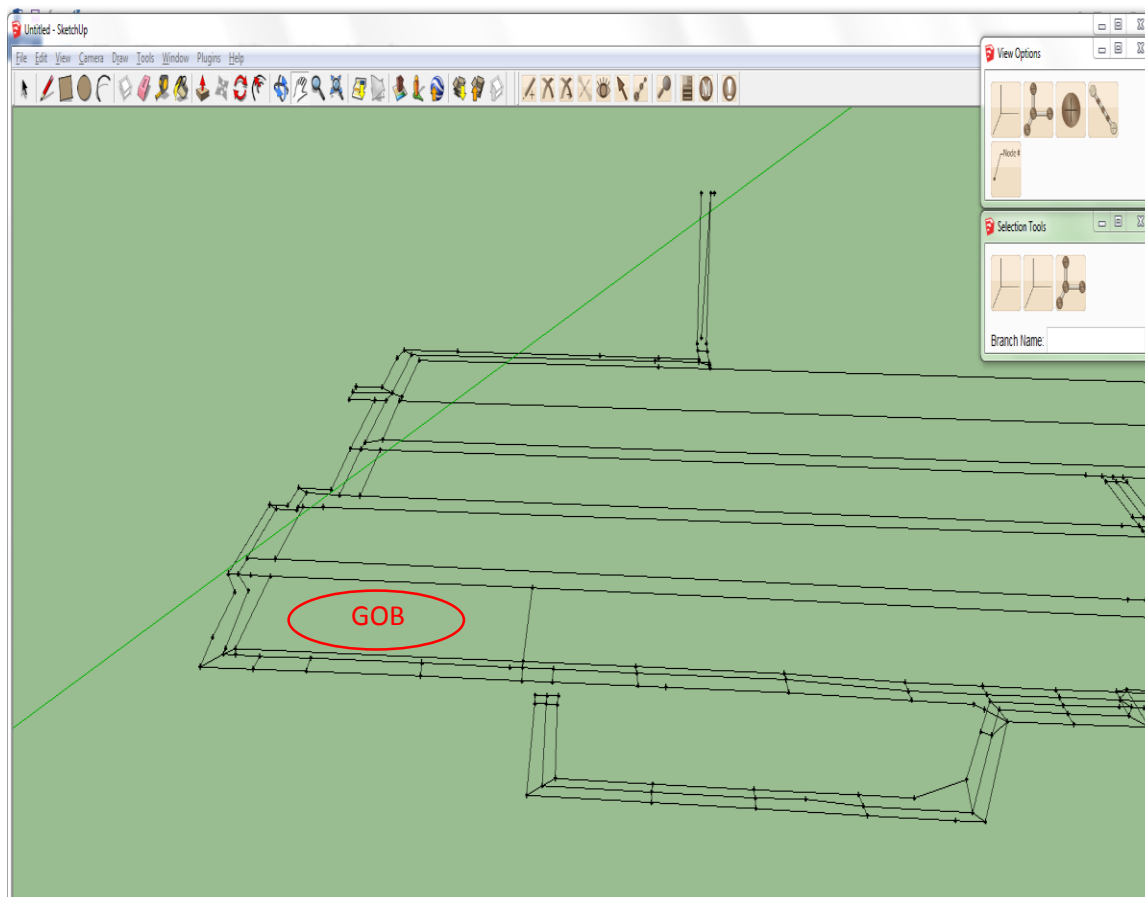 Untitled - SketchUp
File Edit View Camera Draw Tools Window Plugins Help
View Options
Node #
Selection Tools
Branch Name:
GOB